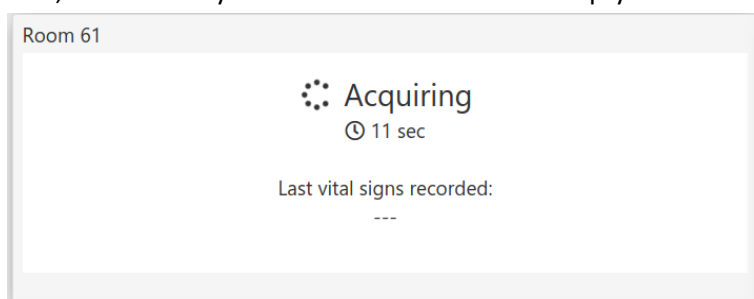 Room 61
Acquiring
11 sec
Last vital signs recorded:
---